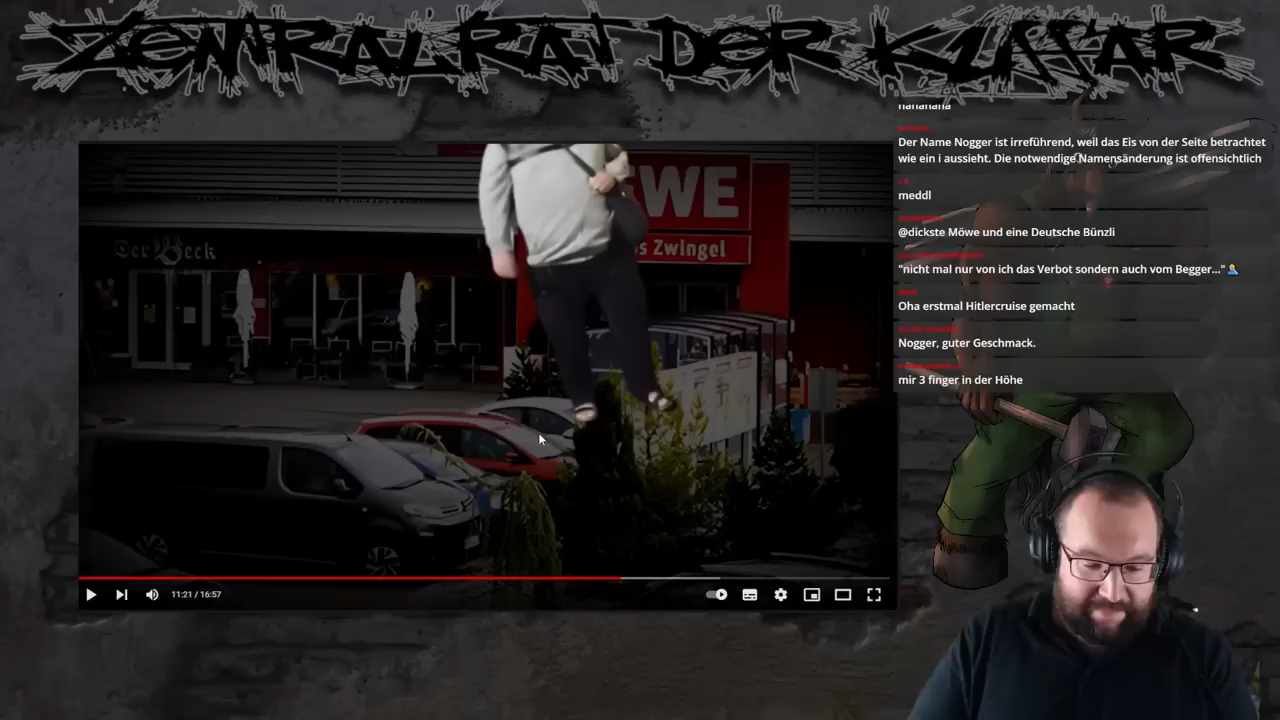 ZENTRALRAT DER KUFFAR
hahahaha
Der Name Nogger ist irreführend, weil das Eis von der Seite betrachtet
wie ein i aussieht. Die notwendige Namensänderung ist offensichtlich
meddl
@dickste Möwe und eine Deutsche Bünzli
"nicht mal nur von ich das Verbot sondern auch vom Begger..."🤦
Oha erstmal Hitlercruise gemacht
Nogger, guter Geschmack.
mir 3 finger in der Höhe
Der Beck
EWE
s Zwingel
11:21 / 16:57